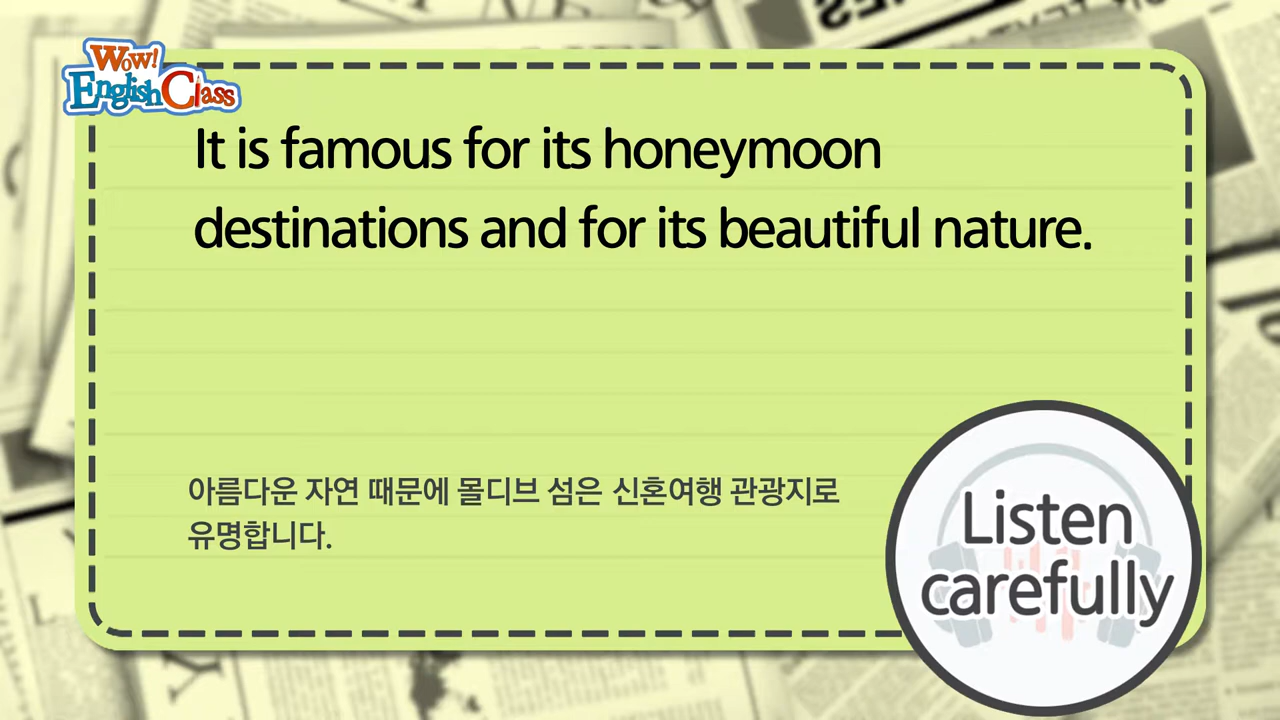 Wow!
English Class
It is famous for its honeymoon
destinations and for its beautiful nature.
아름다운 자연 때문에 몰디브 섬은 신혼여행 관광지로
유명합니다.
Listen
carefully